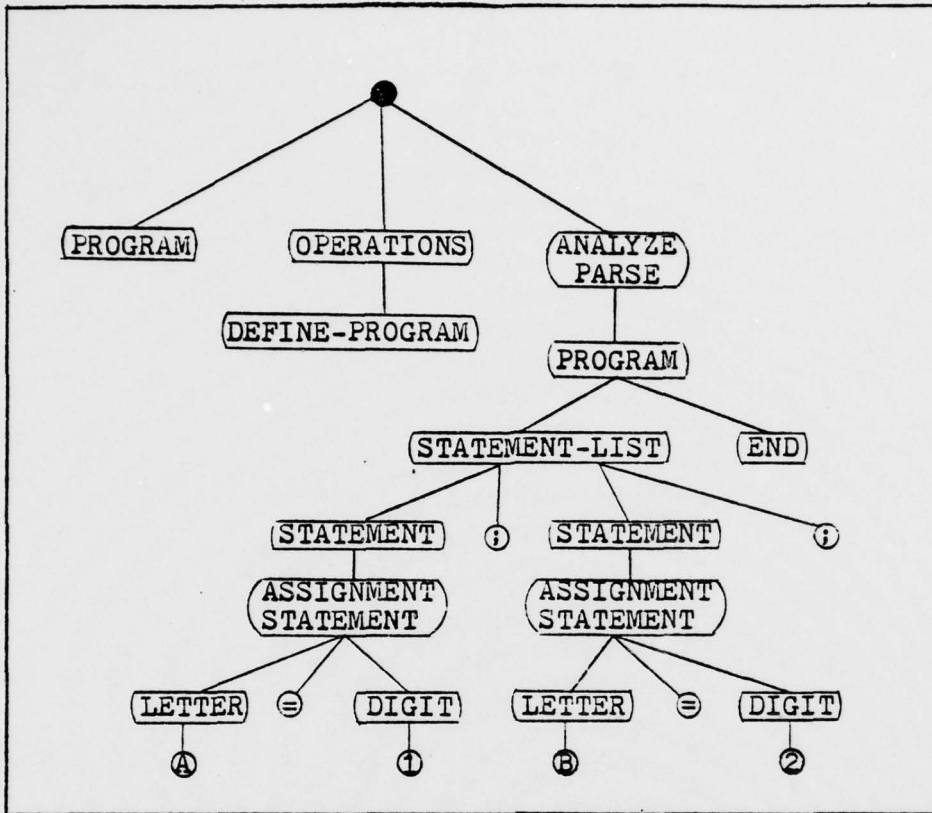 PROGRAM
OPERATIONS
ANALYZE
PARSE
DEFINE-PROGRAM
PROGRAM
STATEMENT-LIST
END
STATEMENT
;
STATEMENT
;
ASSIGNMENT
STATEMENT
ASSIGNMENT
STATEMENT
LETTER
=
DIGIT
LETTER
=
DIGIT
A
1
B
2